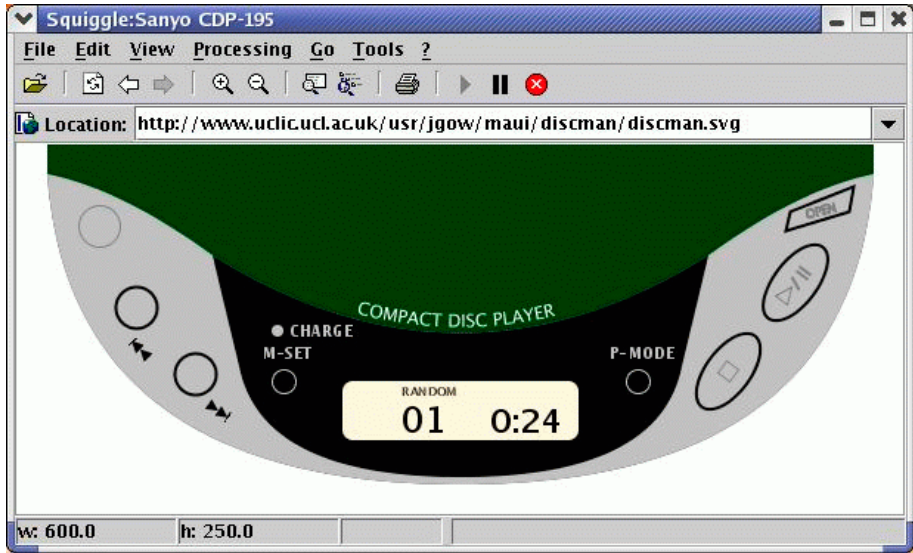 Squiggle:Sanyo CDP-195
File Edit View Processing Go Tools ?
Location: http://www.uclic.ucl.ac.uk/usr/jgow/maui/discman/discman.svg
OPEN
COMPACT DISC PLAYER
CHARGE
M-SET
P-MODE
RANDOM
01 0:24
w: 600.0 h: 250.0